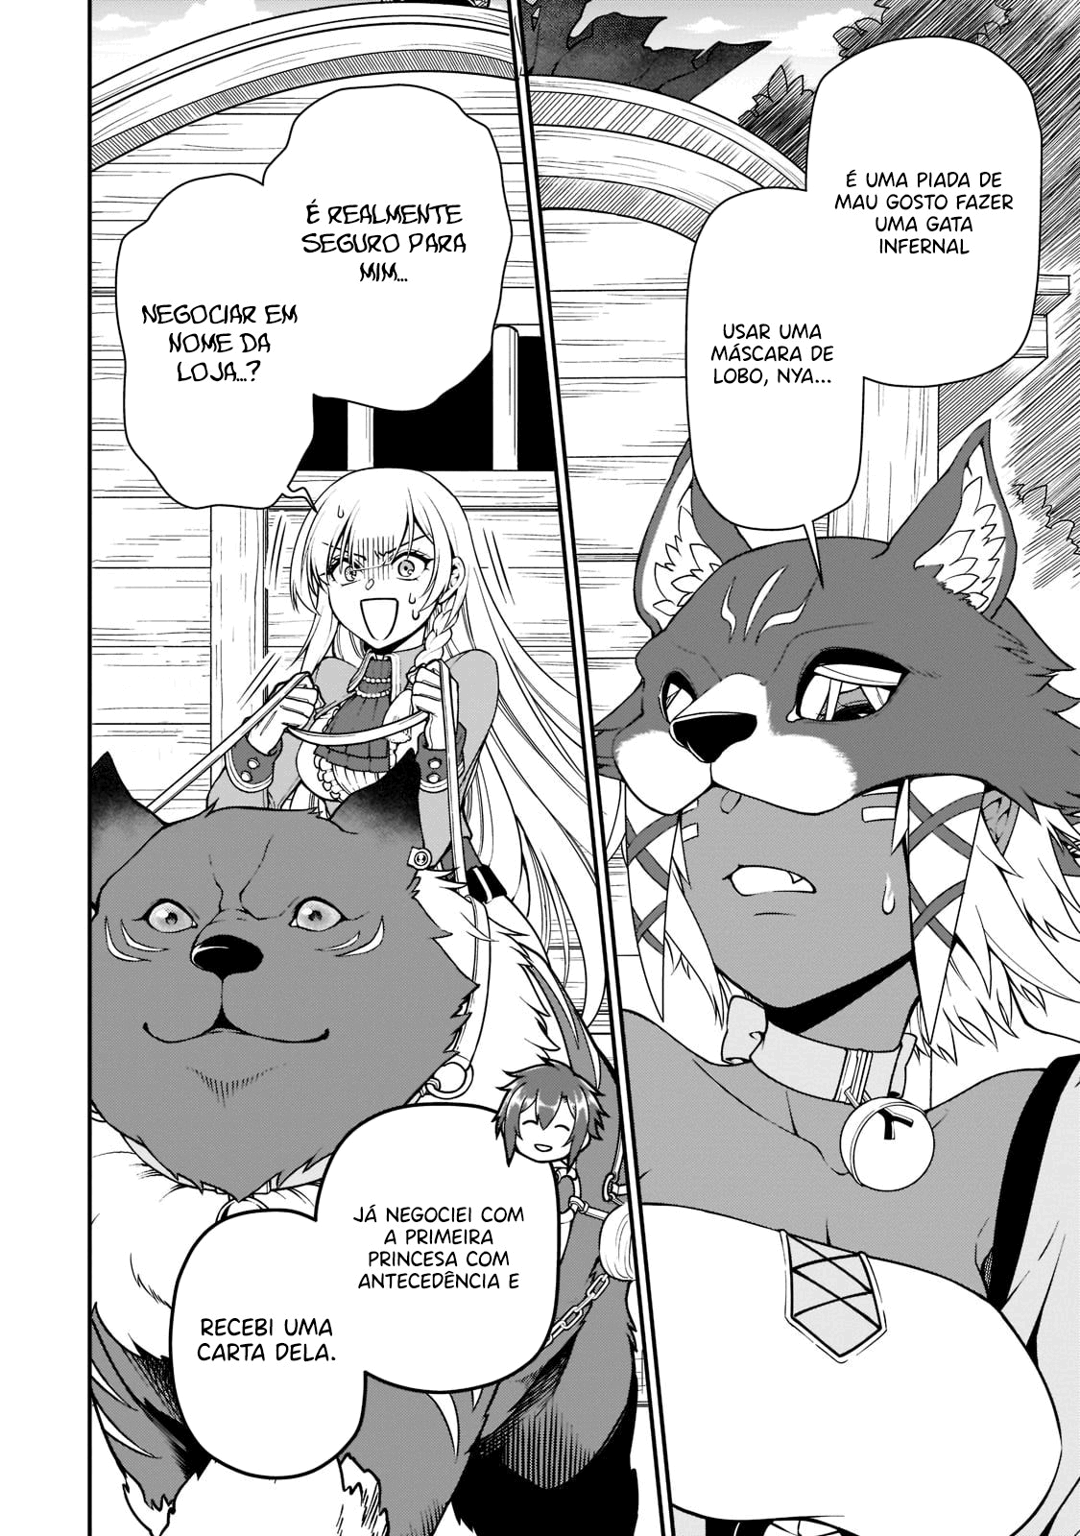 É UMA PIADA DE
MAU GOSTO FAZER
UMA GATA
INFERNAL
USAR UMA
MÁSCARA DE
LOBO, NYA...
É REALMENTE
SEGURO PARA
MIM...
NEGOCIAR EM
NOME DA
LOJA...?
JÁ NEGOCIEI COM
A PRIMEIRA
PRINCESA COM
ANTECEDÊNCIA E
RECEBI UMA
CARTA DELA.